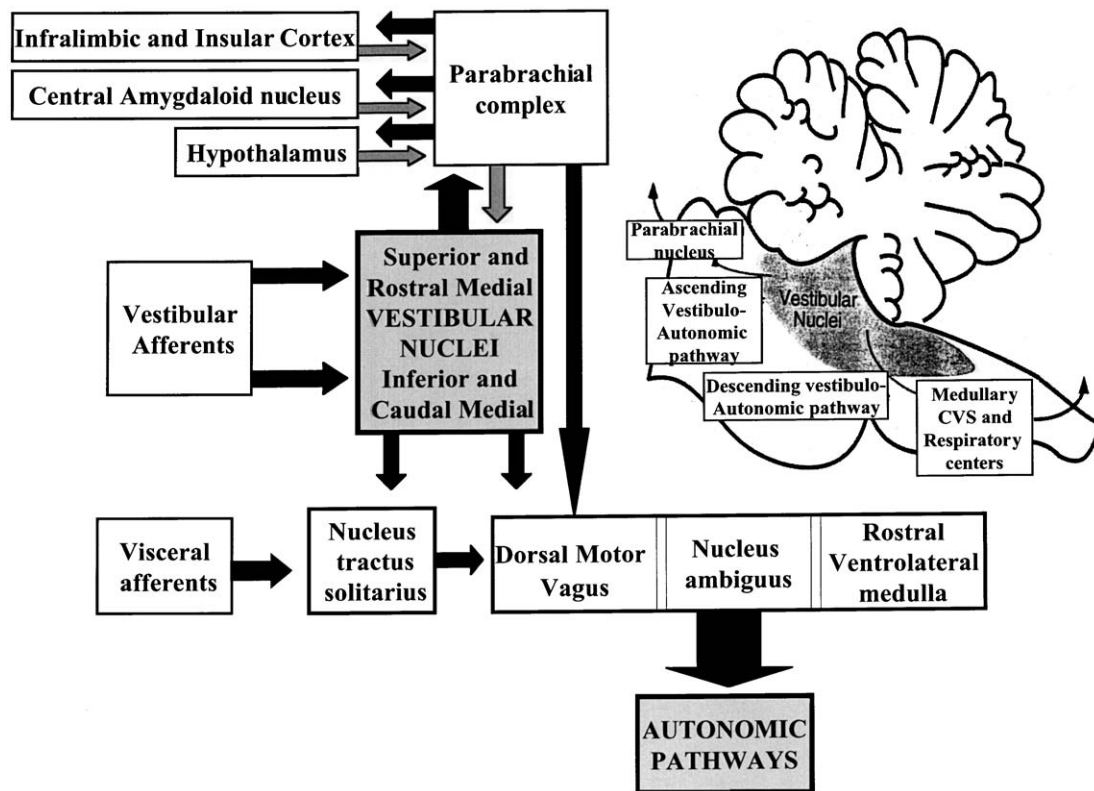 Infralimbic and Insular Cortex
Central Amygdaloid nucleus
Hypothalamus
Parabrachial
complex
Vestibular
Afferents
Superior and
Rostral Medial
VESTIBULAR
NUCLEI
Inferior and
Caudal Medial
Visceral
afferents
Nucleus
tractus
solitarius
Dorsal Motor
Vagus
Nucleus
ambiguus
Rostral
Ventrolateral
medulla
AUTONOMIC
PATHWAYS
Parabrachial
nucleus
Ascending
Vestibulo-
Autonomic
pathway
Vestibular
Nuclei
Descending vestibulo-
Autonomic pathway
Medullary
CVS and
Respiratory
centers